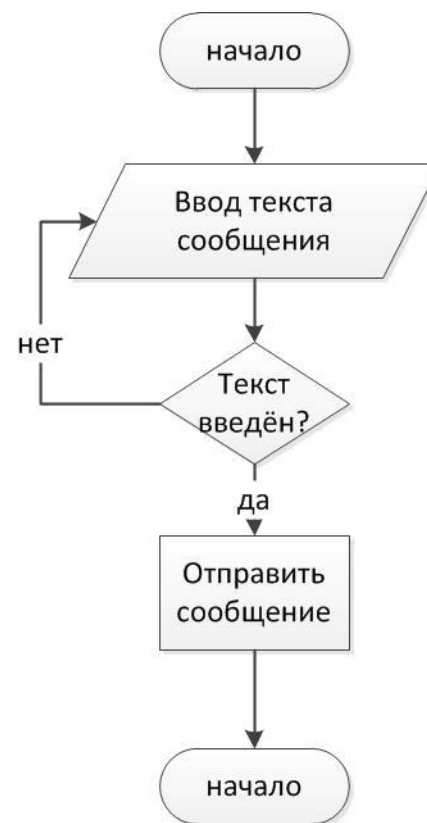 начало
Ввод текста
сообщения
нет
Текст
введён?
да
Отправить
сообщение
начало